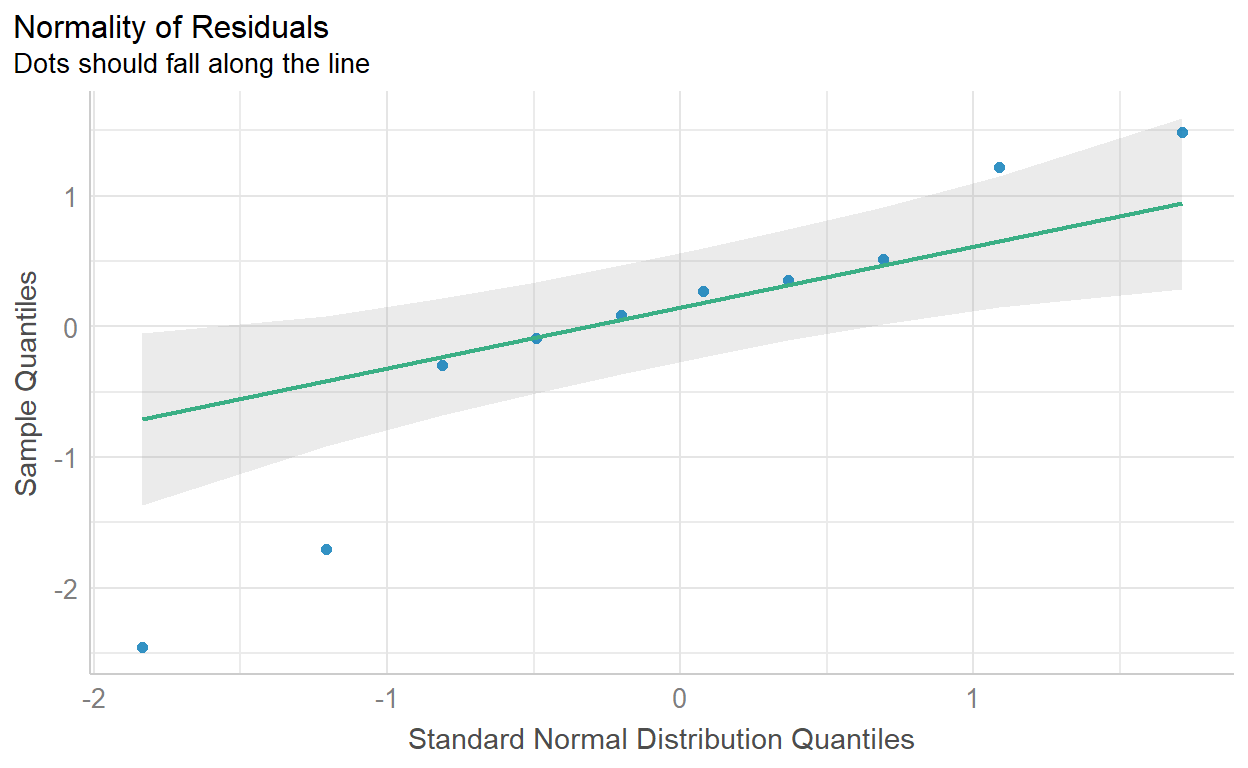 Normality of Residuals
Dots should fall along the line
1
0
-1
-2
Sample Quantiles
-2
-1
0
1
Standard Normal Distribution Quantiles